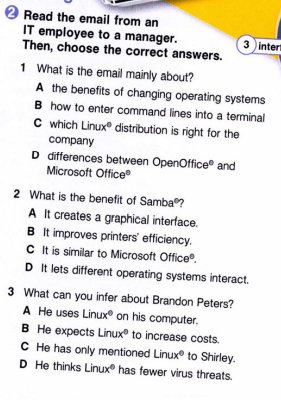 2 Read the email from an
IT employee to a manager.
Then, choose the correct answers.
3 inter
1 What is the email mainly about?
A the benefits of changing operating systems
B how to enter command lines into a terminal
C which Linux® distribution is right for the
company
D differences between OpenOffice® and
Microsoft Office®
2 What is the benefit of Samba®?
A It creates a graphical interface.
B It improves printers' efficiency.
C It is similar to Microsoft Office®.
D It lets different operating systems interact.
3 What can you infer about Brandon Peters?
A He uses Linux® on his computer.
B He expects Linux® to increase costs.
C He has only mentioned Linux® to Shirley.
D He thinks Linux® has fewer virus threats.